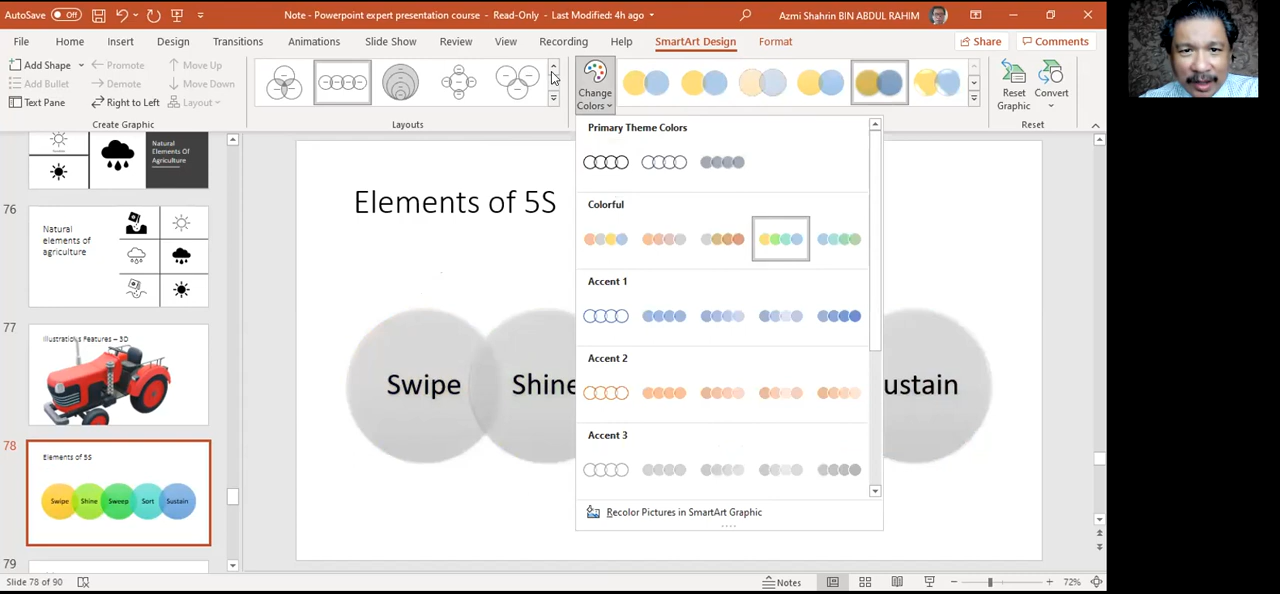 AutoSave Off
Note - Powerpoint expert presentation course - Read-Only - Last Modified: 4h ago
Azmi Shahrin BIN ABDUL RAHIM
File Home Insert Design Transitions Animations Slide Show Review View Recording Help SmartArt Design Format
Share Comments
Add Shape Promote Move Up
Add Bullet Demote Move Down
Text Pane Right to Left Layout
Create Graphic
Layouts
Change Colors
Reset Graphic
Convert
Reset
Primary Theme Colors
Colorful
Accent 1
Accent 2
Accent 3
Recolor Pictures in SmartArt Graphic
Natural
Elements Of
Agriculture
76
Natural
elements of
agriculture
77
Illustrations Features – 3D
78
Elements of 5S
Swipe Shine Sweep Sort Sustain
79
Elements of 5S
Swipe Shine ustain
Slide 78 of 90
Notes
72%